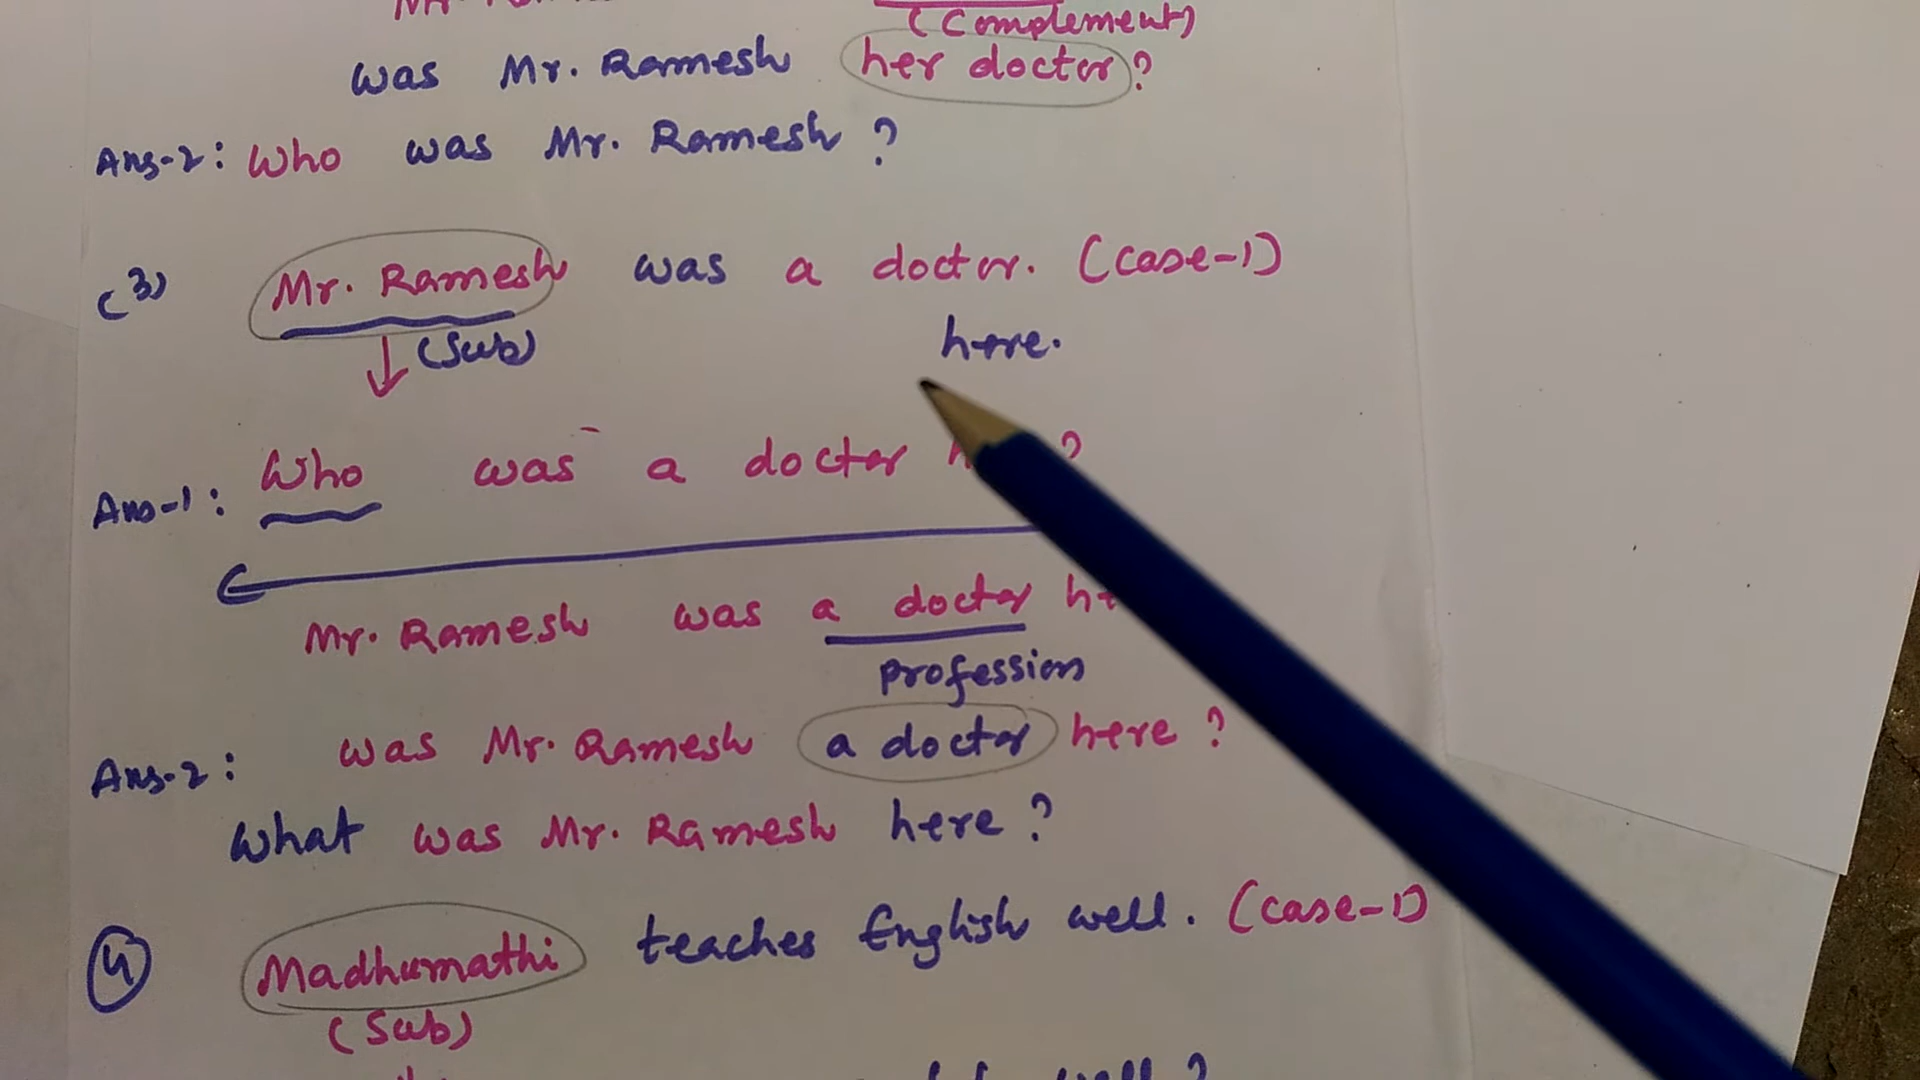 (Complement)
was Mr. Ramesh her doctor?
Ans-2: Who was Mr. Ramesh?
(3) Mr. Ramesh was a doctor. (case-1)
(Sub) here.
Ans-1: Who was a doctor ?
Mr. Ramesh was a doctor
profession
Ans-2: was Mr. Ramesh a doctor here?
What was Mr. Ramesh here?
4 Madhumathi teaches English well. (case-1)
(Sub)
well?